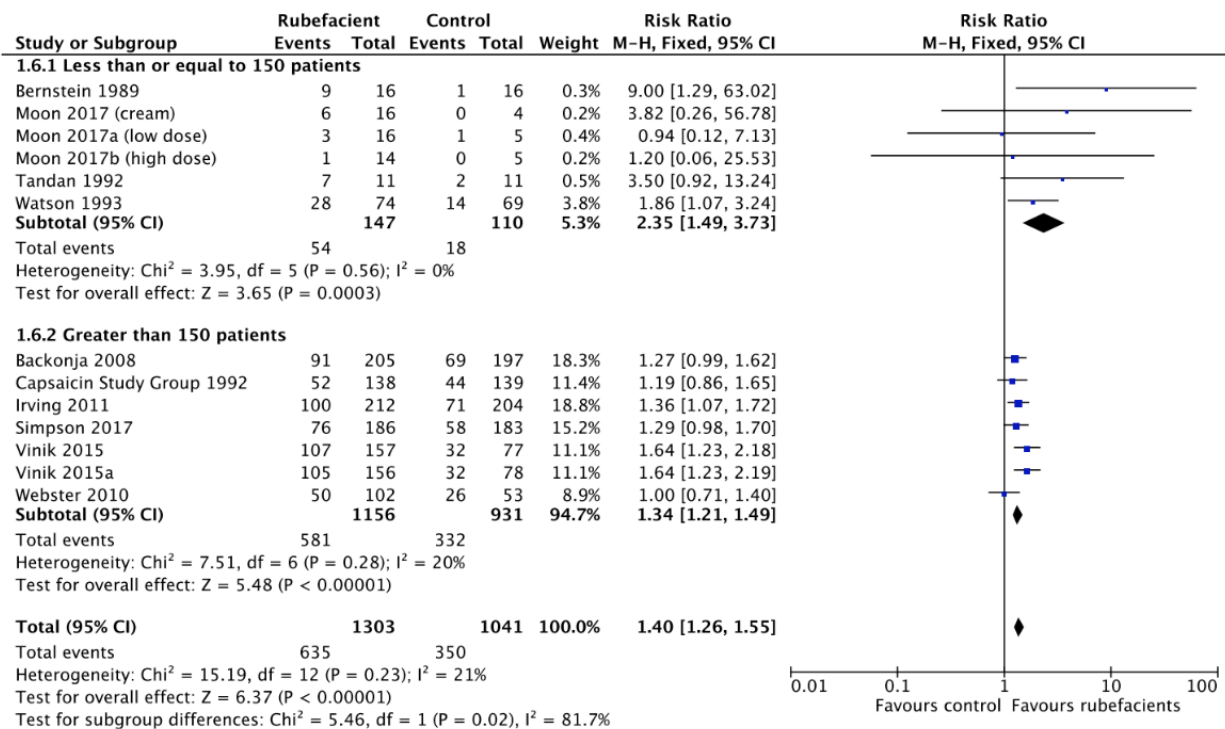 Rubefacient Control Risk Ratio Risk Ratio
Study or Subgroup Events Total Events Total Weight M-H, Fixed, 95% CI M-H, Fixed, 95% CI
1.6.1 Less than or equal to 150 patients
Bernstein 1989 9 16 1 16 0.3% 9.00 [1.29, 63.02]
Moon 2017 (cream) 6 16 0 4 0.2% 3.82 [0.26, 56.78]
Moon 2017a (low dose) 3 16 1 5 0.4% 0.94 [0.12, 7.13]
Moon 2017b (high dose) 1 14 0 5 0.2% 1.20 [0.06, 25.53]
Tandan 1992 7 11 2 11 0.5% 3.50 [0.92, 13.24]
Watson 1993 28 74 14 69 3.8% 1.86 [1.07, 3.24]
Subtotal (95% CI) 147 110 5.3% 2.35 [1.49, 3.73]
Total events 54 18
Heterogeneity: Chi² = 3.95, df = 5 (P = 0.56); I² = 0%
Test for overall effect: Z = 3.65 (P = 0.0003)
1.6.2 Greater than 150 patients
Backonja 2008 91 205 69 197 18.3% 1.27 [0.99, 1.62]
Capsaicin Study Group 1992 52 138 44 139 11.4% 1.19 [0.86, 1.65]
Irving 2011 100 212 71 204 18.8% 1.36 [1.07, 1.72]
Simpson 2017 76 186 58 183 15.2% 1.29 [0.98, 1.70]
Vinik 2015 107 157 32 77 11.1% 1.64 [1.23, 2.18]
Vinik 2015a 105 156 32 78 11.1% 1.64 [1.23, 2.19]
Webster 2010 50 102 26 53 8.9% 1.00 [0.71, 1.40]
Subtotal (95% CI) 1156 931 94.7% 1.34 [1.21, 1.49]
Total events 581 332
Heterogeneity: Chi² = 7.51, df = 6 (P = 0.28); I² = 20%
Test for overall effect: Z = 5.48 (P < 0.00001)
Total (95% CI) 1303 1041 100.0% 1.40 [1.26, 1.55]
Total events 635 350
Heterogeneity: Chi² = 15.19, df = 12 (P = 0.23); I² = 21%
Test for overall effect: Z = 6.37 (P < 0.00001)
Test for subgroup differences: Chi² = 5.46, df = 1 (P = 0.02), I² = 81.7%
0.01 0.1 1 10 100
Favours control Favours rubefacients